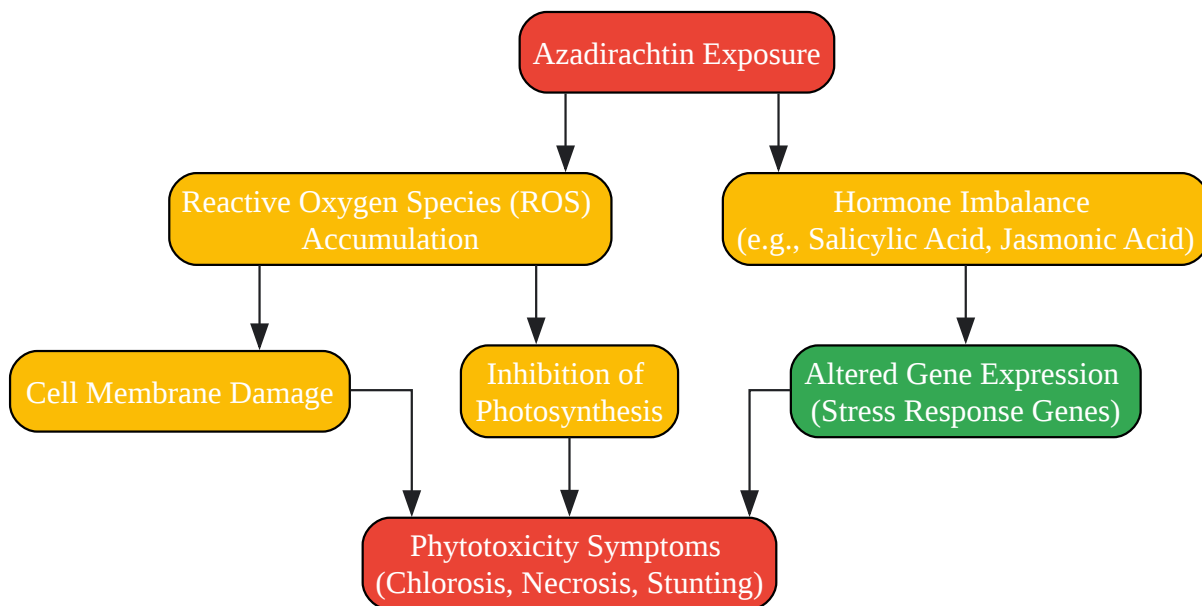 Azadirachtin Exposure
Reactive Oxygen Species (ROS)
Accumulation
Hormone Imbalance
(e.g., Salicylic Acid, Jasmonic Acid)
Cell Membrane Damage
Inhibition of
Photosynthesis
Altered Gene Expression
(Stress Response Genes)
Phytotoxicity Symptoms
(Chlorosis, Necrosis, Stunting)